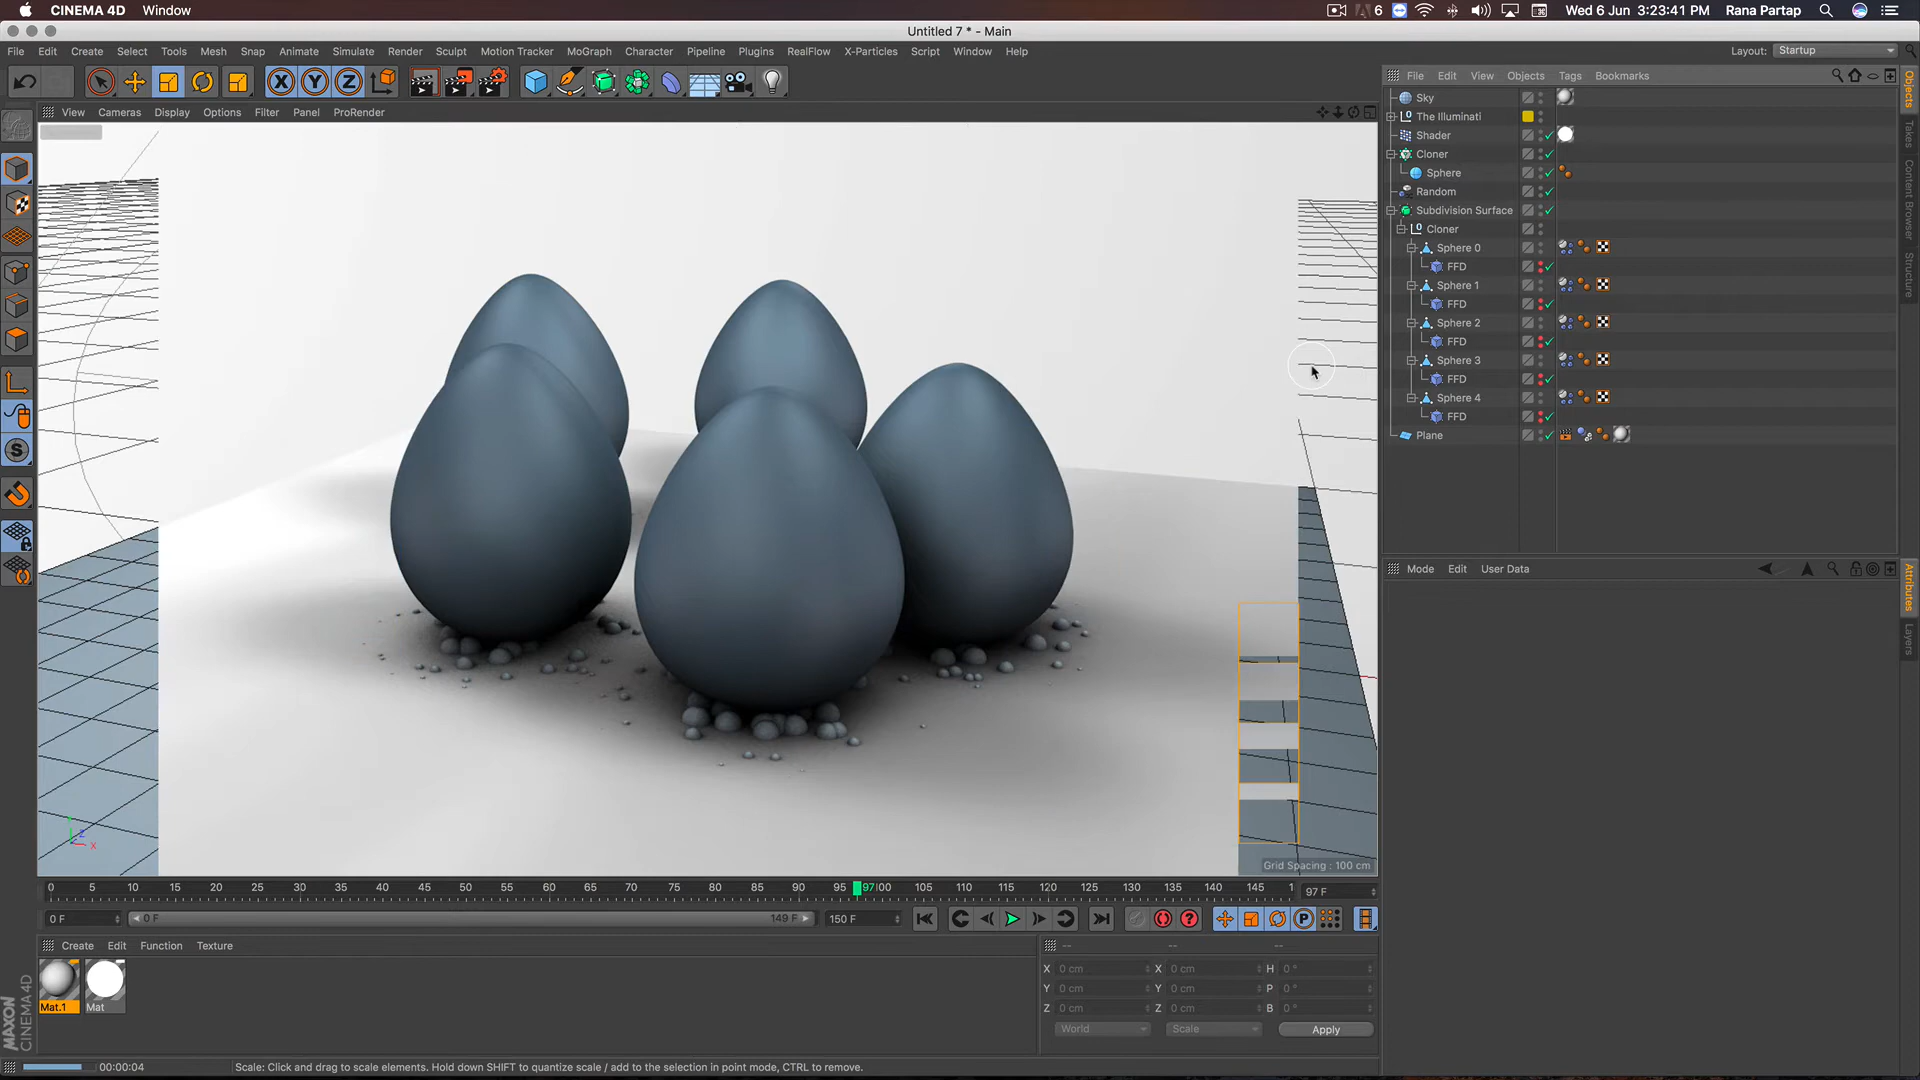 CINEMA 4D Window 6 Wed 6 Jun 3:23:41 PM Rana Partap
Untitled 7 * - Main
File Edit Create Select Tools Mesh Snap Animate Simulate Render Sculpt Motion Tracker MoGraph Character Pipeline Plugins RealFlow X-Particles Script Window Help Layout: Startup
X Y Z
File Edit View Objects Tags Bookmarks
View Cameras Display Options Filter Panel ProRender
Sky
The Illuminati
Shader
Cloner
Sphere
Random
Subdivision Surface
Cloner
Sphere 0
FFD
Sphere 1
FFD
Sphere 2
FFD
Sphere 3
FFD
Sphere 4
FFD
Plane
Objects
Takes
Content Browser
Structure
Mode Edit User Data
Attributes
Layers
Y Z X
Grid Spacing : 100 cm
0 5 10 15 20 25 30 35 40 45 50 55 60 65 70 75 80 85 90 95 97 100 105 110 115 120 125 130 135 140 145 1 97 F
0 F 0 F 149 F 150 F
Create Edit Function Texture
Mat.1 Mat
-- -- --
X 0 cm X 0 cm H 0 °
Y 0 cm Y 0 cm P 0 °
Z 0 cm Z 0 cm B 0 °
World Scale Apply
MAXON
CINEMA 4D
00:00:04 Scale: Click and drag to scale elements. Hold down SHIFT to quantize scale / add to the selection in point mode, CTRL to remove.